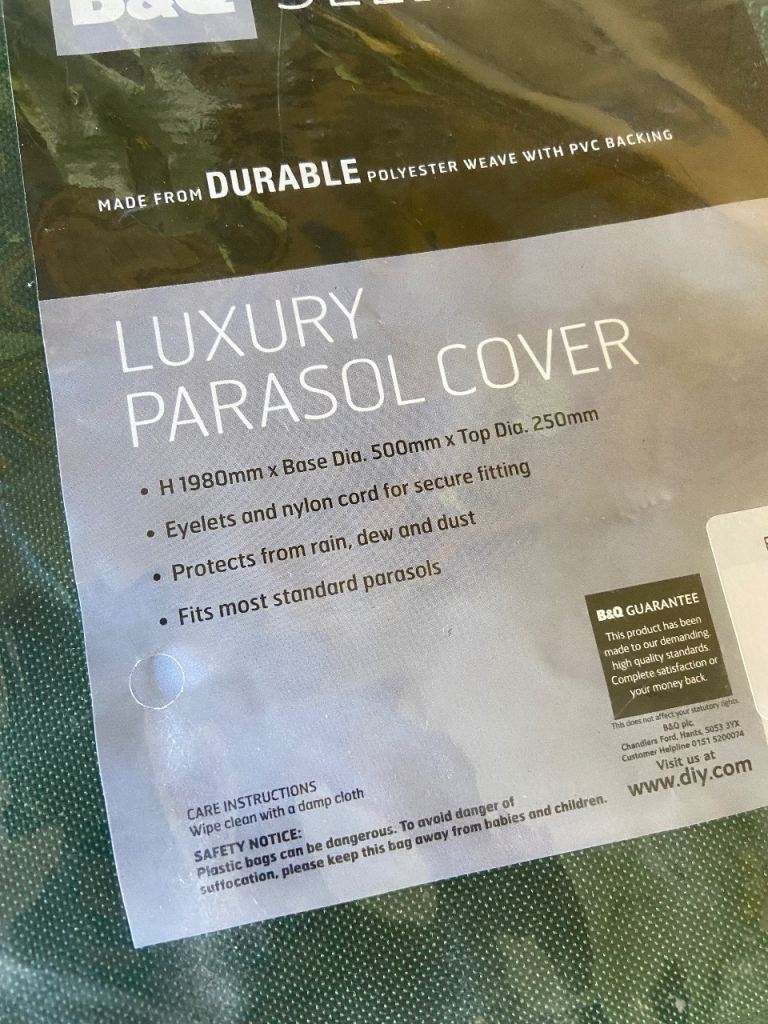 B&Q
MADE FROM DURABLE POLYESTER WEAVE WITH PVC BACKING
LUXURY
PARASOL COVER
• H 1980mm x Base Dia. 500mm x Top Dia. 250mm
• Eyelets and nylon cord for secure fitting
• Protects from rain, dew and dust
• Fits most standard parasols
B&Q GUARANTEE
This product has been
made to our demanding,
high quality standards.
Complete satisfaction or
your money back.
This does not affect your statutory rights.
B&Q plc,
Chandlers Ford, Hants, SO53 3YX
Customer Helpline 0151 5200074
Visit us at
www.diy.com
CARE INSTRUCTIONS
Wipe clean with a damp cloth
SAFETY NOTICE:
Plastic bags can be dangerous. To avoid danger of
suffocation, please keep this bag away from babies and children.